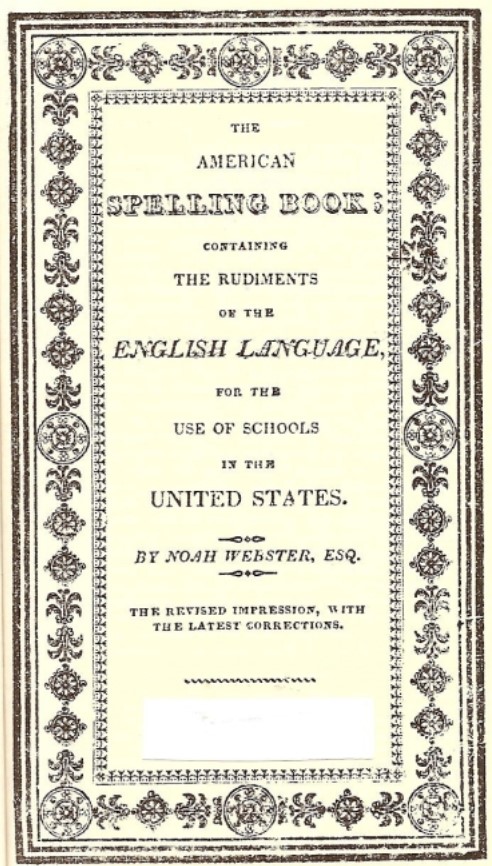 THE
AMERICAN
SPELLING BOOK;
CONTAINING
THE RUDIMENTS
OF THE
ENGLISH LANGUAGE,
FOR THE
USE OF SCHOOLS
IN THE
UNITED STATES.
BY NOAH WEBSTER, ESQ.
THE REVISED IMPRESSION, WITH
THE LATEST CORRECTIONS.